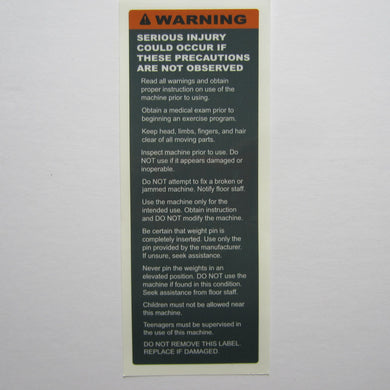 WARNING
SERIOUS INJURY
COULD OCCUR IF
THESE PRECAUTIONS
ARE NOT OBSERVED
Read all warnings and obtain
proper instruction on use of the
machine prior to using.
Obtain a medical exam prior to
beginning an exercise program.
Keep head, limbs, fingers, and hair
clear of all moving parts.
Inspect machine prior to use. Do
NOT use if it appears damaged or
inoperable.
Do NOT attempt to fix a broken or
jammed machine. Notify floor staff.
Use the machine only for the
intended use. Obtain instruction
and DO NOT modify the machine.
Be certain that weight pin is
completely inserted. Use only the
pin provided by the manufacturer.
If unsure, seek assistance.
Never pin the weights in an
elevated position. DO NOT use the
machine if found in this condition.
Seek assistance from floor staff.
Children must not be allowed near
this machine.
Teenagers must be supervised in
the use of this machine.
DO NOT REMOVE THIS LABEL.
REPLACE IF DAMAGED